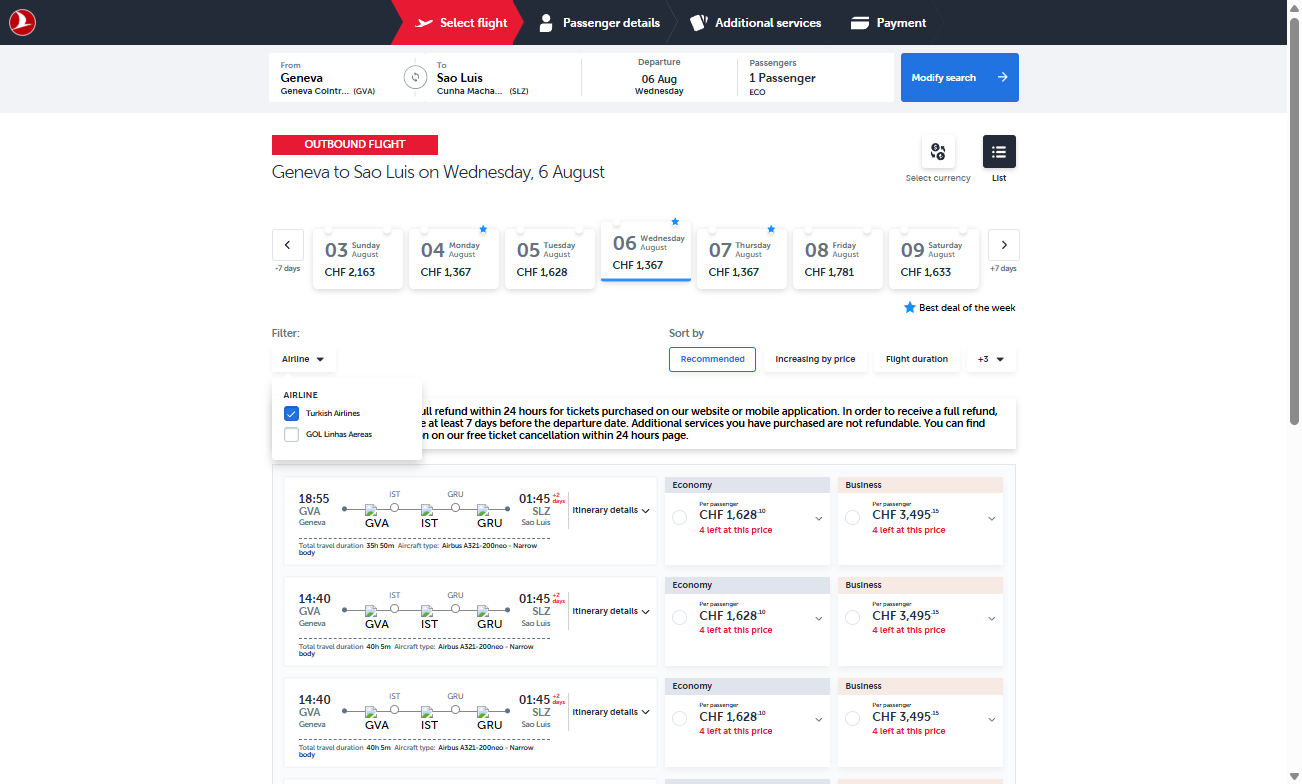 Select flight
Passenger details
Additional services
Payment
From
Geneva
Geneva Cointr... (GVA)
To
Sao Luis
Cunha Macha... (SLZ)
Departure
06 Aug
Wednesday
Passengers
1 Passenger
ECO
Modify search
OUTBOUND FLIGHT
Geneva to Sao Luis on Wednesday, 6 August
Select currency
List
-7 days
03 Sunday August
CHF 2,163
04 Monday August
CHF 1,367
05 Tuesday August
CHF 1,628
06 Wednesday August
CHF 1,367
07 Thursday August
CHF 1,367
08 Friday August
CHF 1,781
09 Saturday August
CHF 1,633
+7 days
Best deal of the week
Filter:
Airline
Sort by
Recommended
Increasing by price
Flight duration
+3
AIRLINE
Turkish Airlines
GOL Linhas Aereas
ull refund within 24 hours for tickets purchased on our website or mobile application. In order to receive a full refund,
e at least 7 days before the departure date. Additional services you have purchased are not refundable. You can find
on our free ticket cancellation within 24 hours page.
18:55
GVA
Geneva
IST
GRU
GVA
IST
GRU
01:45 +2 days
SLZ
Sao Luis
Itinerary details
Total travel duration 35h 50m Aircraft type: Airbus A321-200neo - Narrow
body
Economy
Per passenger
CHF 1,628.10
4 left at this price
Business
Per passenger
CHF 3,495.15
4 left at this price
14:40
GVA
Geneva
IST
GRU
GVA
IST
GRU
01:45 +2 days
SLZ
Sao Luis
Itinerary details
Total travel duration 40h 5m Aircraft type: Airbus A321-200neo - Narrow
body
Economy
Per passenger
CHF 1,628.10
4 left at this price
Business
Per passenger
CHF 3,495.15
4 left at this price
14:40
GVA
Geneva
IST
GRU
GVA
IST
GRU
01:45 +2 days
SLZ
Sao Luis
Itinerary details
Total travel duration 40h 5m Aircraft type: Airbus A321-200neo - Narrow
body
Economy
Per passenger
CHF 1,628.10
4 left at this price
Business
Per passenger
CHF 3,495.15
4 left at this price